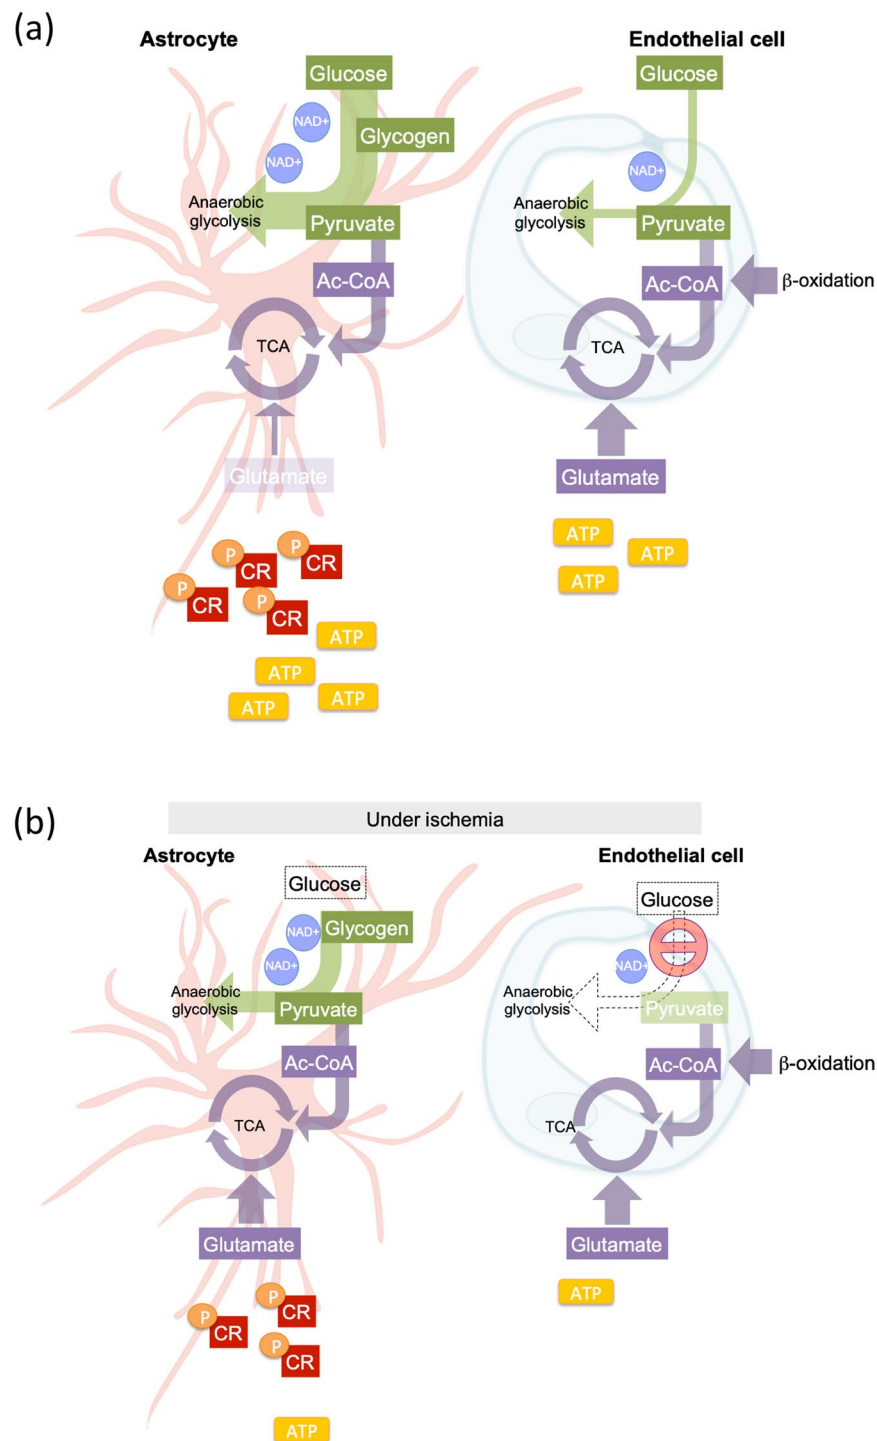 (a)
Astrocyte
Endothelial cell
Glucose
Glucose
NAD+
Glycogen
NAD+
NAD+
Anaerobic
glycolysis
Pyruvate
Anaerobic
glycolysis
Pyruvate
Ac-CoA
Ac-CoA
β-oxidation
TCA
TCA
Glutamate
Glutamate
P
CR
P
CR
P
CR
P
CR
ATP
ATP
ATP
ATP
ATP
ATP
ATP
(b)
Under ischemia
Astrocyte
Endothelial cell
Glucose
Glucose
NAD+
Glycogen
NAD+
NAD+
Anaerobic
glycolysis
Pyruvate
Anaerobic
glycolysis
Pyruvate
Ac-CoA
Ac-CoA
β-oxidation
TCA
TCA
Glutamate
Glutamate
P
CR
P
CR
P
CR
ATP
ATP